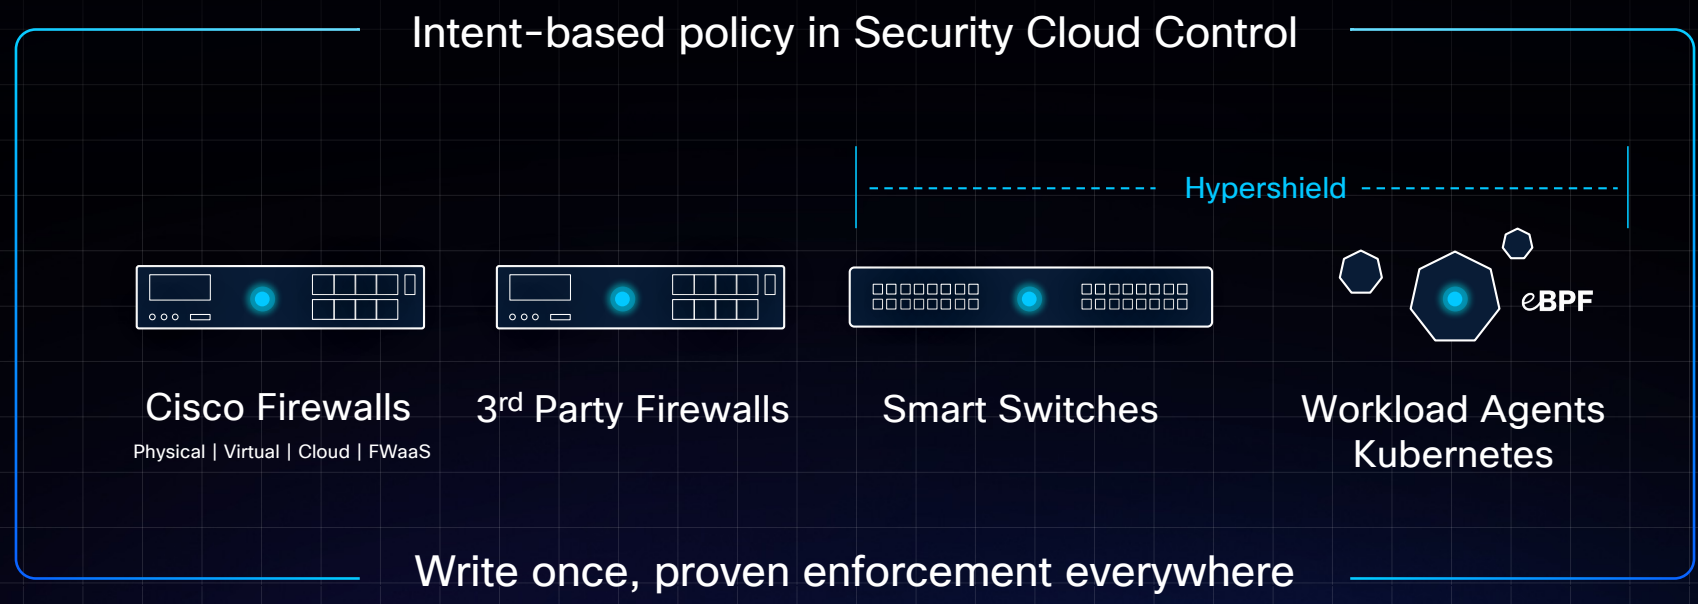 Intent-based policy in Security Cloud Control
Hypershield
eBPF
Cisco Firewalls
Physical | Virtual | Cloud | FWaaS
3rd Party Firewalls
Smart Switches
Workload Agents
Kubernetes
Write once, proven enforcement everywhere